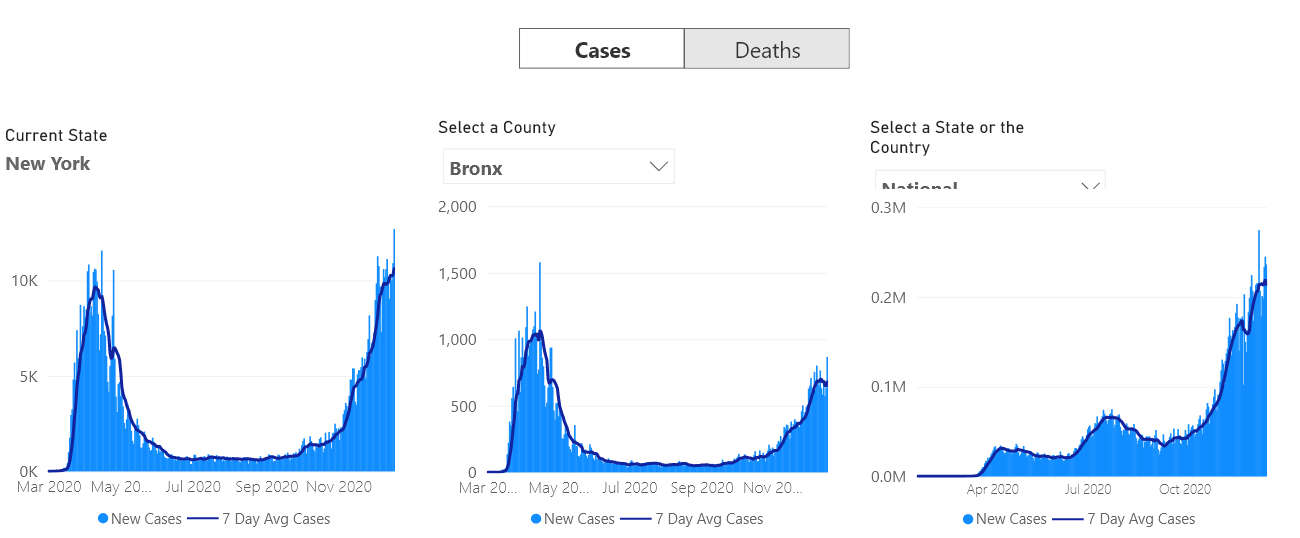 Cases Deaths
Current State
New York
Select a County
Bronx
Select a State or the
Country
National
10K
5K
0K
Mar 2020 May 20... Jul 2020 Sep 2020 Nov 2020
New Cases 7 Day Avg Cases
2,000
1,500
1,000
500
0
Mar 20... May 20... Jul 2020 Sep 2020 Nov 20...
New Cases 7 Day Avg Cases
0.3M
0.2M
0.1M
0.0M
Apr 2020 Jul 2020 Oct 2020
New Cases 7 Day Avg Cases